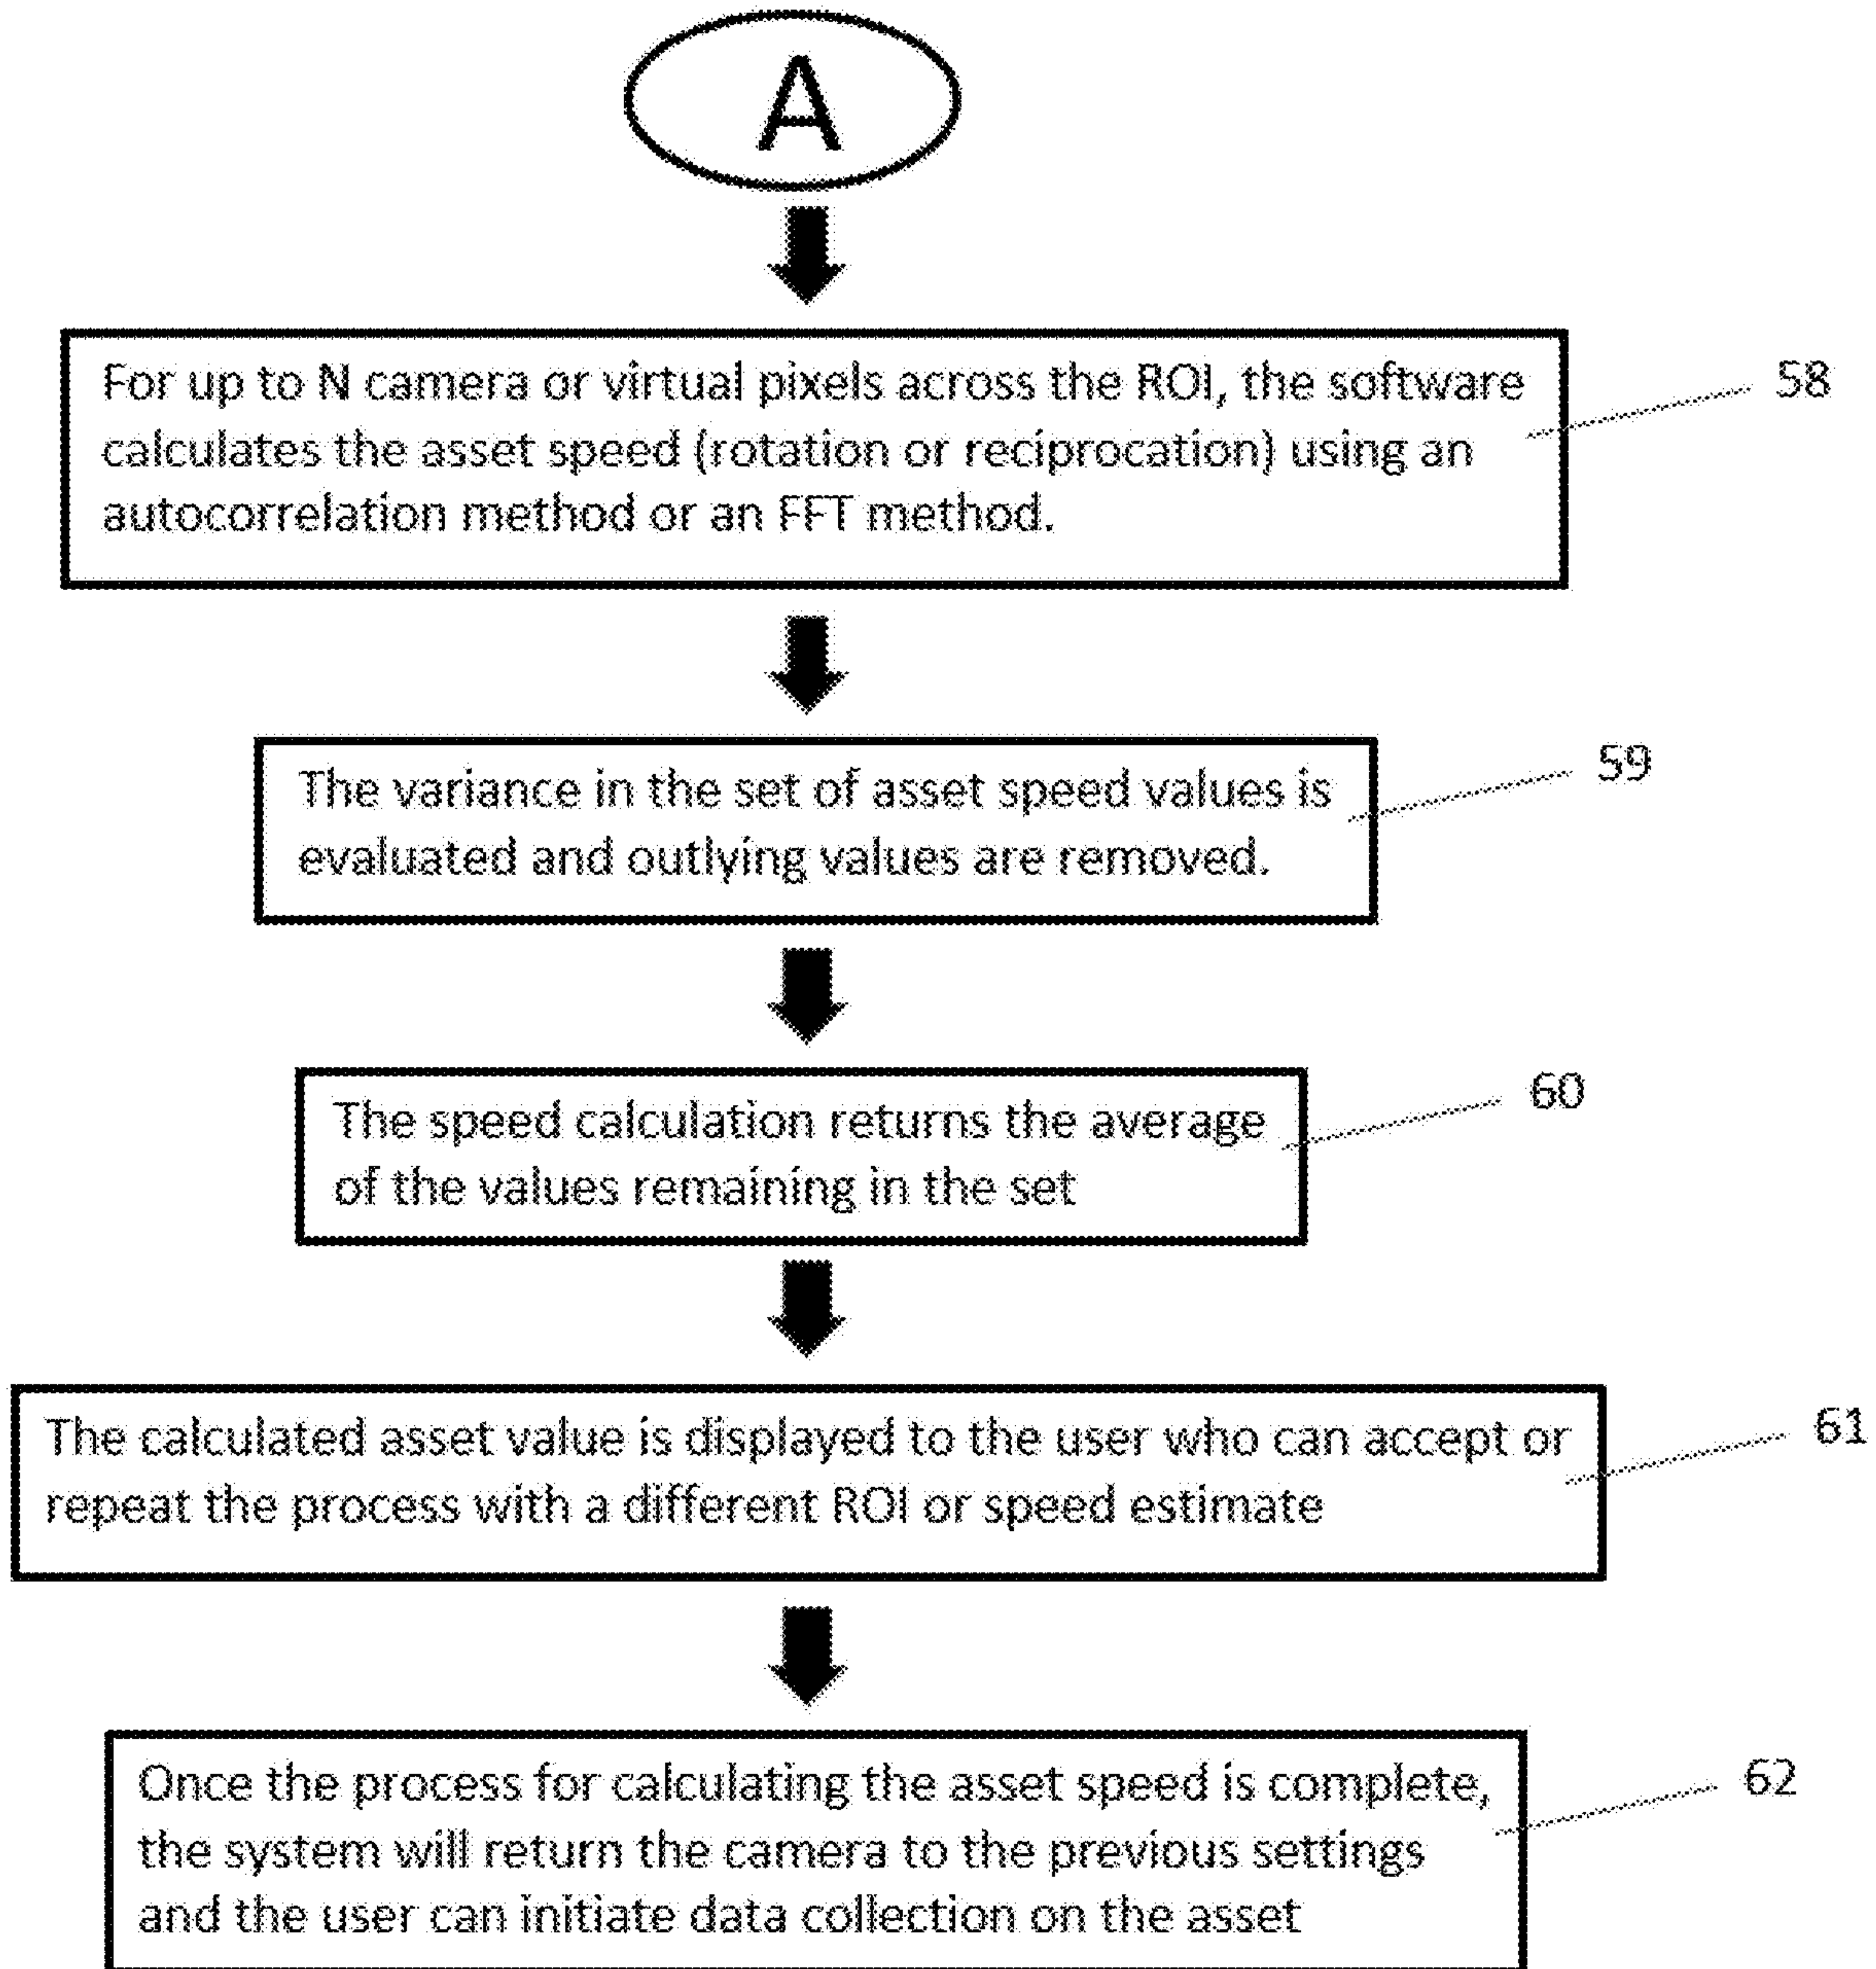 A
For up to N camera or virtual pixels across the ROI, the software
calculates the asset speed (rotation or reciprocation) using an
autocorrelation method or an FFT method.
58
The variance in the set of asset speed values is
evaluated and outlying values are removed.
59
The speed calculation returns the average
of the values remaining in the set
60
The calculated asset value is displayed to the user who can accept or
repeat the process with a different ROI or speed estimate
61
Once the process for calculating the asset speed is complete,
the system will return the camera to the previous settings
and the user can initiate data collection on the asset
62